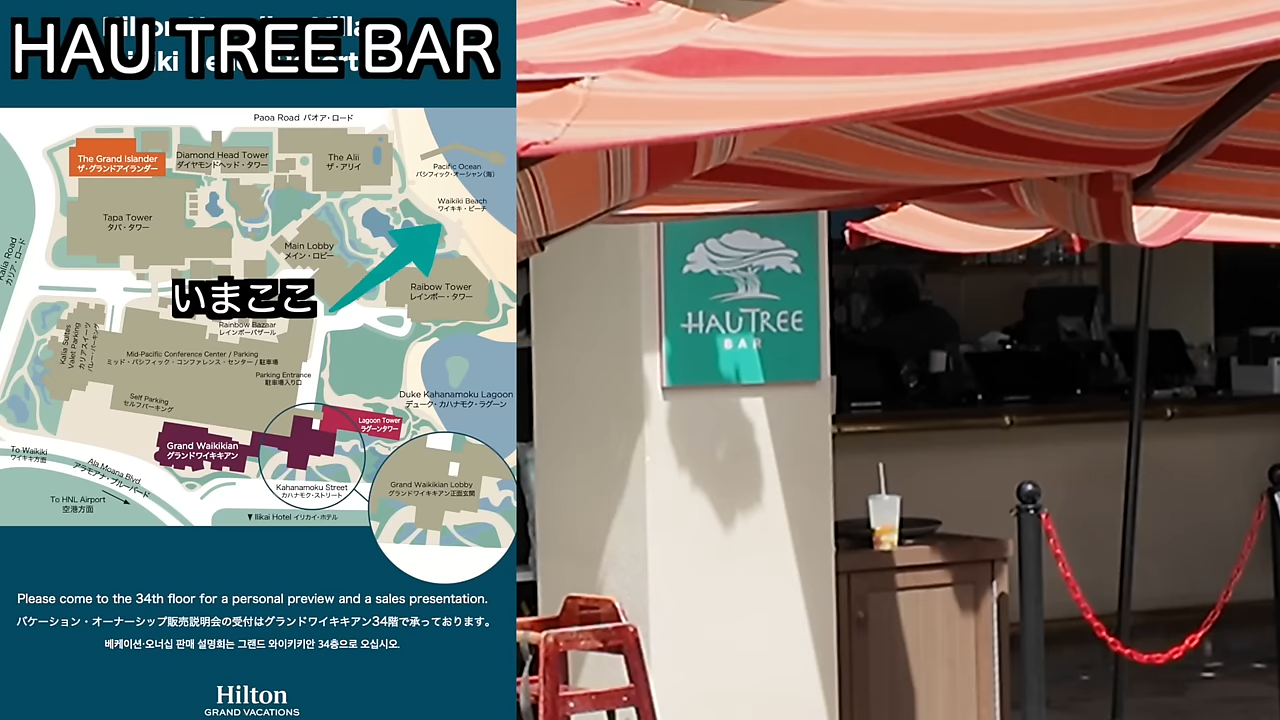 HAU TREE BAR
Paoa Road パオア・ロード
The Grand Islander
ザ・グランドアイランダー
Diamond Head Tower
ダイヤモンドヘッド・タワー
The Alii
ザ・アリイ
Pacific Ocean
パシフィック・オーシャン(海)
Waikiki Beach
ワイキキ・ビーチ
Tapa Tower
タパ・タワー
Main Lobby
メイン・ロビー
Kalia Road
カリア・ロード
いまここ
Raibow Tower
レインボー・タワー
Rainbow Bazaar
レインボーバザール
Kalia Suites
Valet Parking
カリアスイーツ
バレー・パーキング
Mid-Pacific Conference Center / Parking
ミッド・パシフィック・コンファレンス・センター / 駐車場
Parking Entrance
駐車場入り口
Self Parking
セルフパーキング
Duke Kahanamoku Lagoon
デューク・カハナモク・ラグーン
Lagoon Tower
ラグーンタワー
Grand Waikikian
グランドワイキキアン
To Waikiki
ワイキキ方面
Ala Moana Blvd.
アラモアナ・ブルーバード
To HNL Airport
空港方面
Kahanamoku Street
カハナモク・ストリート
Grand Waikikian Lobby
グランドワイキキアン正面玄関
▼ Ilikai Hotel イリカイ・ホテル
Please come to the 34th floor for a personal preview and a sales presentation.
バケーション・オーナーシップ販売説明会の受付はグランドワイキキアン34階で承っております。
베케이션·오너십 판매 설명회는 그랜드 와이키키안 34층으로 오십시오.
Hilton
GRAND VACATIONS
HAUTREE
BAR